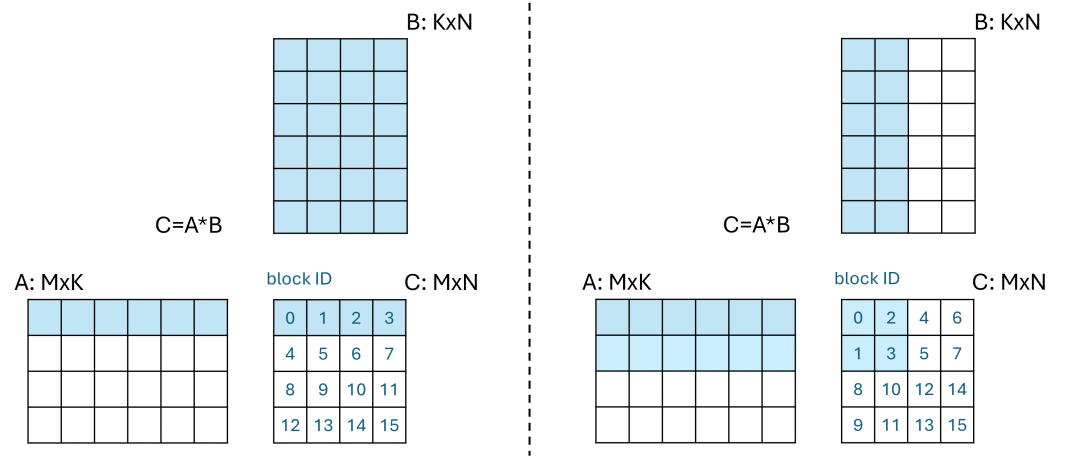 B: KxN
C=A*B
A: MxK
block ID
C: MxN
0 1 2 3
4 5 6 7
8 9 10 11
12 13 14 15
B: KxN
C=A*B
A: MxK
block ID
C: MxN
0 2 4 6
1 3 5 7
8 10 12 14
9 11 13 15